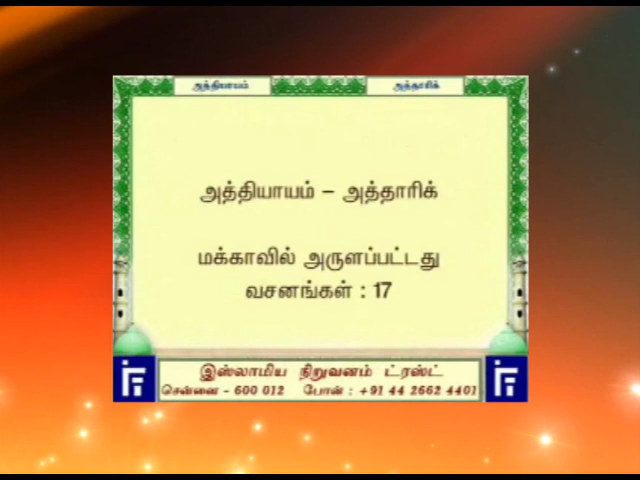 அத்தியாயம் அத்தாரிக்
அத்தியாயம் – அத்தாரிக்
மக்காவில் அருளப்பட்டது
வசனங்கள் : 17
இஸ்லாமிய நிறுவனம் ட்ரஸ்ட்
சென்னை - 600 012 போன் : +91 44 2662 4401